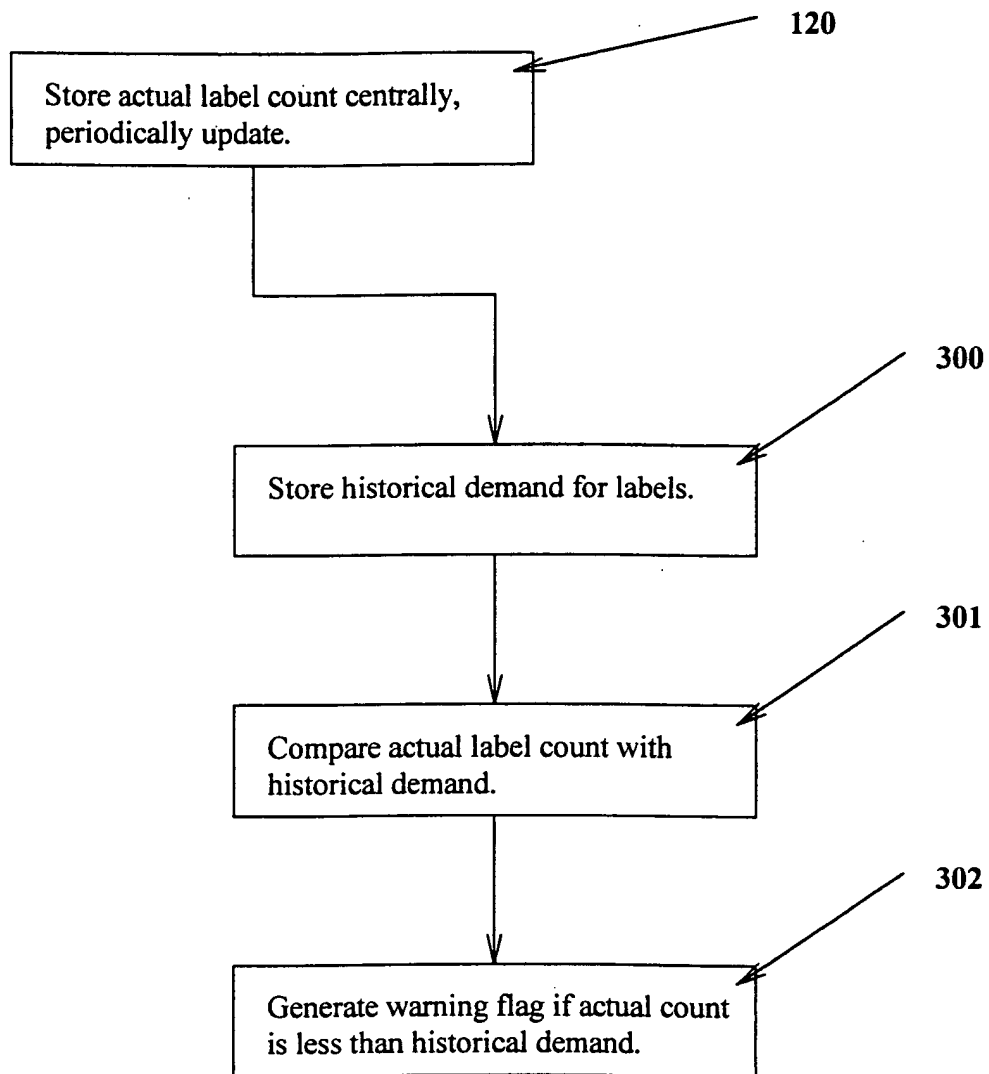 120
Store actual label count centrally,
periodically update.
300
Store historical demand for labels.
301
Compare actual label count with
historical demand.
302
Generate warning flag if actual count
is less than historical demand.